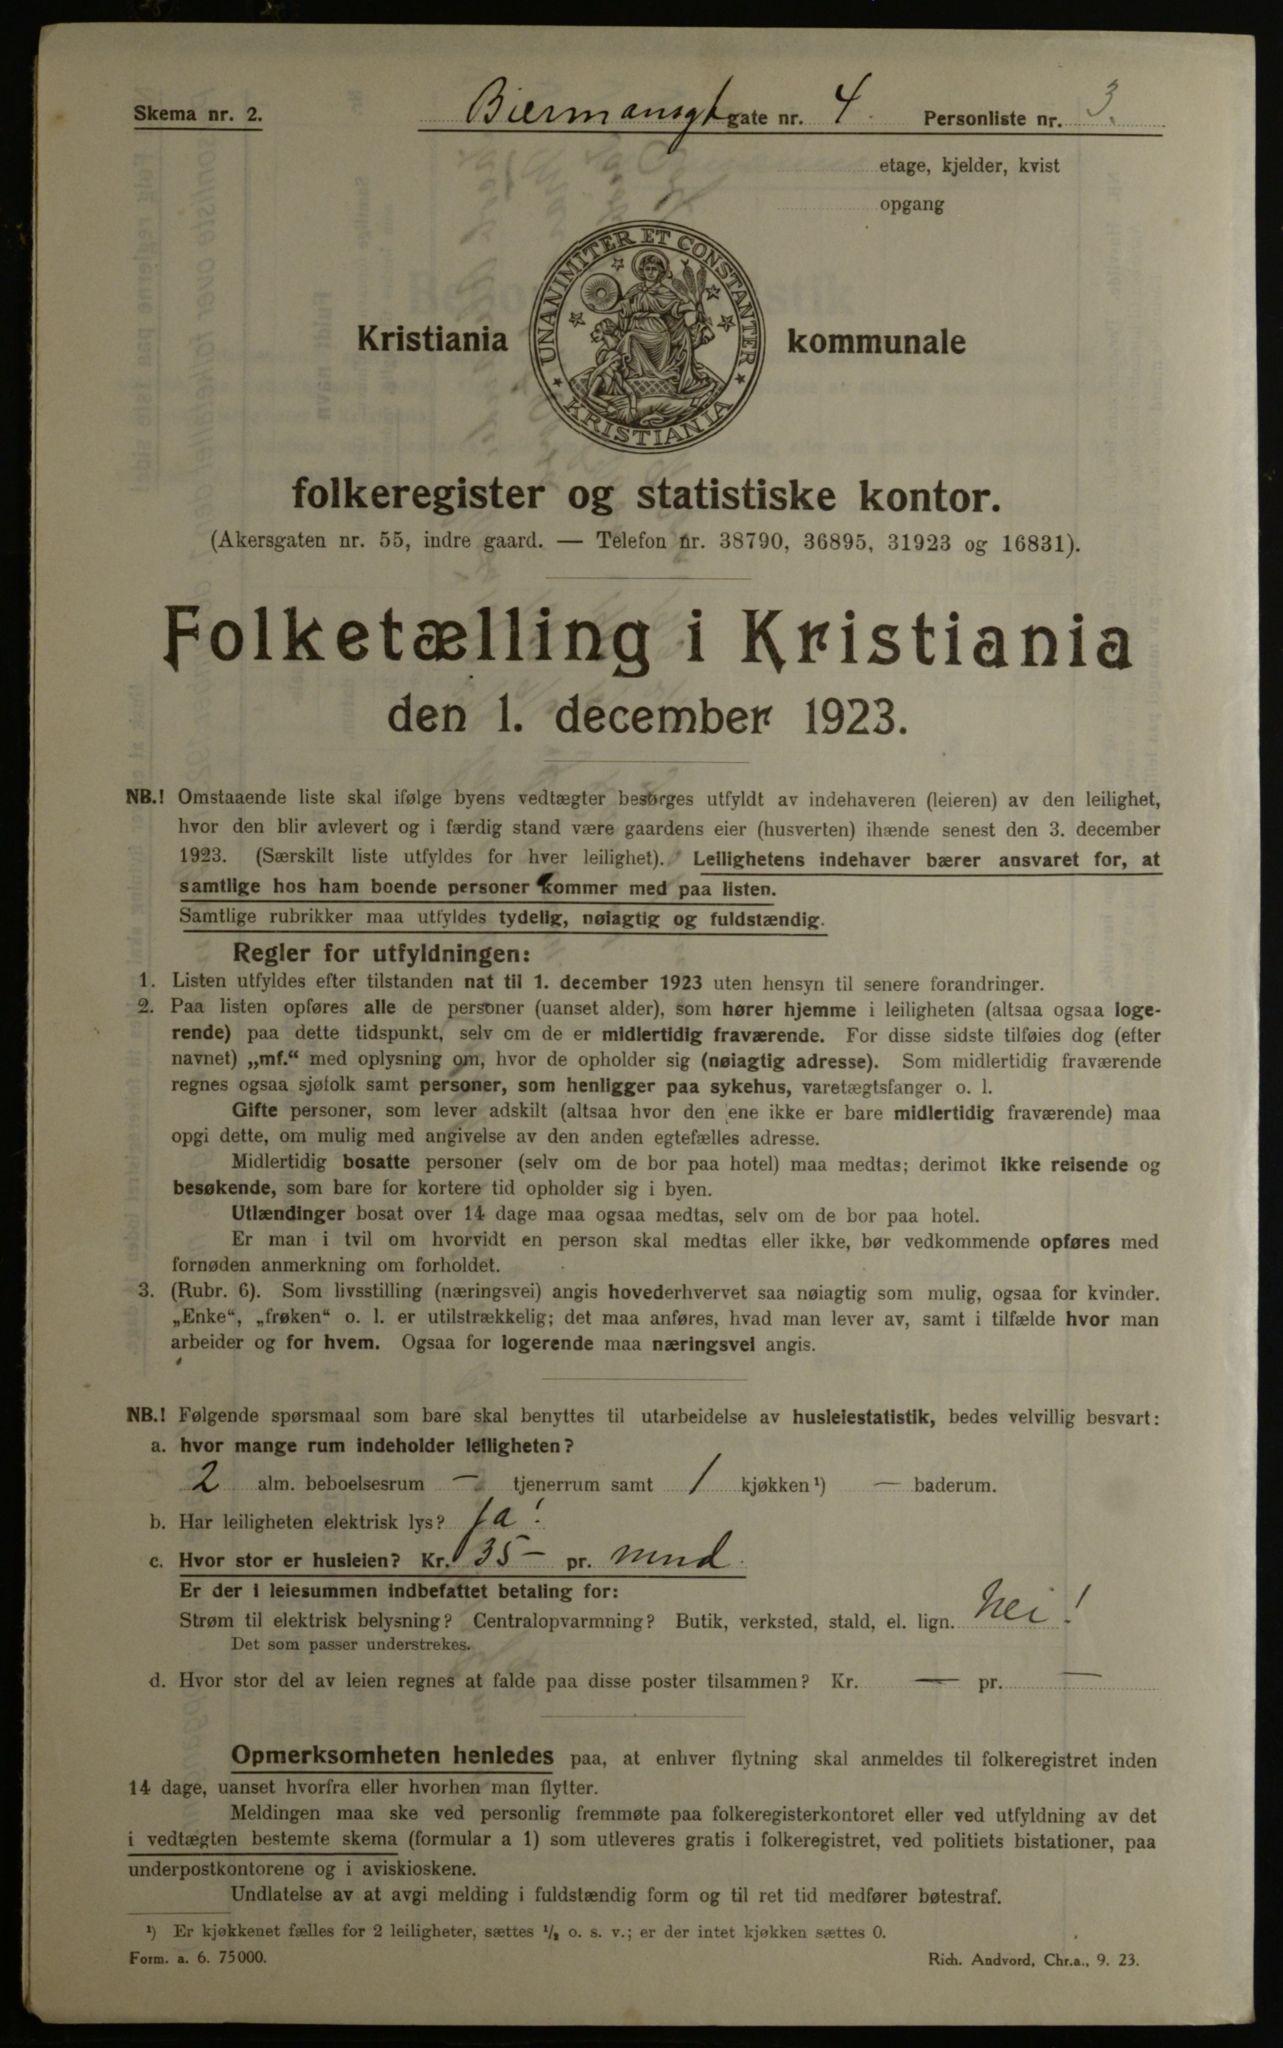 Skema nr. 2.
Biermansgt gate nr. 4. Personliste nr. 3.
etage, kjelder, kvist
opgang
UNANIMITER ET CONSTANTER
KRISTIANIA
Kristiania kommunale
folkeregister og statistiske kontor.
(Akersgaten nr. 55, indre gaard. — Telefon nr. 38790, 36895, 31923 og 16831).
Folketælling i Kristiania
den 1. december 1923.
NB.! Omstaaende liste skal ifølge byens vedtægter besørges utfyldt av indehaveren (leieren) av den leilighet,
hvor den blir avlevert og i færdig stand være gaardens eier (husverten) ihænde senest den 3. december
1923. (Særskilt liste utfyldes for hver leilighet). Leilighetens indehaver bærer ansvaret for, at
samtlige hos ham boende personer kommer med paa listen.
Samtlige rubrikker maa utfyldes tydelig, nøiagtig og fuldstændig.
Regler for utfyldningen:
1. Listen utfyldes efter tilstanden nat til 1. december 1923 uten hensyn til senere forandringer.
2. Paa listen opføres alle de personer (uanset alder), som hører hjemme i leiligheten (altsaa ogsaa loge-
rende) paa dette tidspunkt, selv om de er midlertidig fraværende. For disse sidste tilføies dog (efter
navnet) „mf.“ med oplysning om, hvor de opholder sig (nøiagtig adresse). Som midlertidig fraværende
regnes ogsaa sjøfolk samt personer, som henligger paa sykehus, varetægtsfanger o. l.
Gifte personer, som lever adskilt (altsaa hvor den ene ikke er bare midlertidig fraværende) maa
opgi dette, om mulig med angivelse av den anden egtefælles adresse.
Midlertidig bosatte personer (selv om de bor paa hotel) maa medtas; derimot ikke reisende og
besøkende, som bare for kortere tid opholder sig i byen.
Utlændinger bosat over 14 dage maa ogsaa medtas, selv om de bor paa hotel.
Er man i tvil om hvorvidt en person skal medtas eller ikke, bør vedkommende opføres med
fornøden anmerkning om forholdet.
3. (Rubr. 6). Som livsstilling (næringsvei) angis hovederhvervet saa nøiagtig som mulig, ogsaa for kvinder.
„Enke“, „frøken“ o. l. er utilstrækkelig; det maa anføres, hvad man lever av, samt i tilfælde hvor man
arbeider og for hvem. Ogsaa for logerende maa næringsvei angis.
NB.! Følgende spørsmaal som bare skal benyttes til utarbeidelse av husleiestatistik, bedes velvillig besvart:
a. hvor mange rum indeholder leiligheten?
2 alm. beboelsesrum — tjenerrum samt 1 kjøkken¹) — baderum.
b. Har leiligheten elektrisk lys? Ja!
c. Hvor stor er husleien? Kr. 35 — pr. mnd.
Er der i leiesummen indbefattet betaling for:
Strøm til elektrisk belysning? Centralopvarmning? Butik, verksted, stald, el. lign. Nei!
Det som passer understrekes.
d. Hvor stor del av leien regnes at falde paa disse poster tilsammen? Kr. — pr. —
Opmerksomheten henledes paa, at enhver flytning skal anmeldes til folkeregistret inden
14 dage, uanset hvorfra eller hvorhen man flytter.
Meldingen maa ske ved personlig fremmøte paa folkeregisterkontoret eller ved utfyldning av det
i vedtægten bestemte skema (formular a 1) som utleveres gratis i folkeregistret, ved politiets bistationer, paa
underpostkontorene og i aviskioskene.
Undlatelse av at avgi melding i fuldstændig form og til ret tid medfører bøtestraf.
¹) Er kjøkkenet fælles for 2 leiligheter, sættes ½ o. s. v.; er der intet kjøkken sættes 0.
Form. a. 6. 75000. Rich. Andvord, Chr.a., 9. 23.